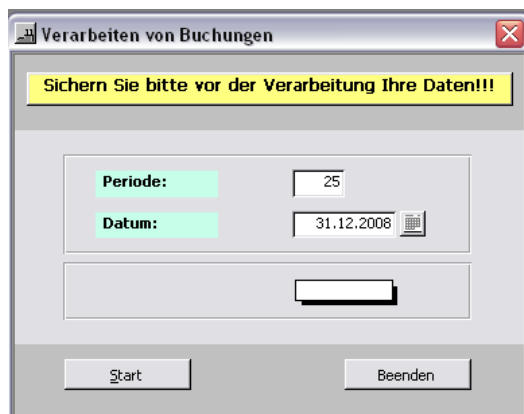 Verarbeiten von Buchungen
Sichern Sie bitte vor der Verarbeitung Ihre Daten!!!
Periode: 25
Datum: 31.12.2008
Start Beenden